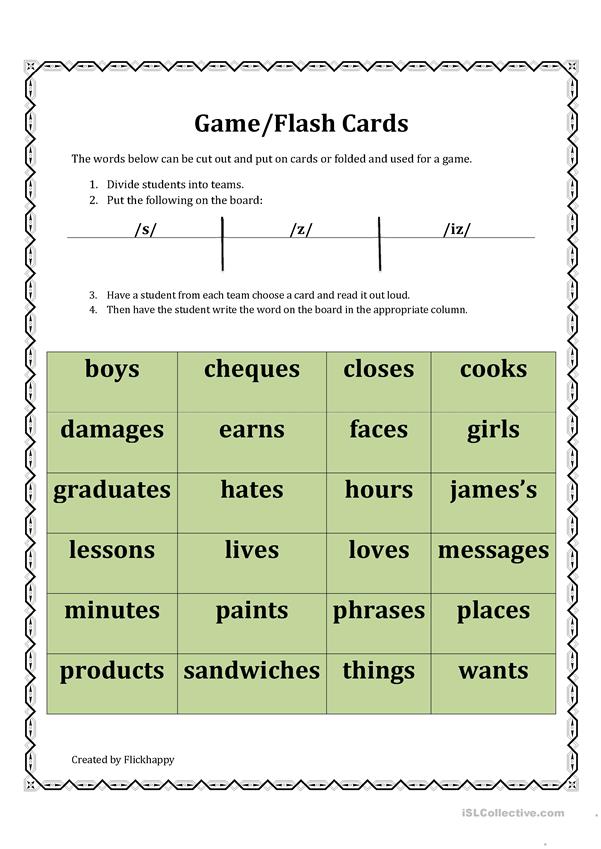 Game/Flash Cards
The words below can be cut out and put on cards or folded and used for a game.
1. Divide students into teams.
2. Put the following on the board:
/s/ /z/ /iz/
3. Have a student from each team choose a card and read it out loud.
4. Then have the student write the word on the board in the appropriate column.
boys cheques closes cooks
damages earns faces girls
graduates hates hours james’s
lessons lives loves messages
minutes paints phrases places
products sandwiches things wants
Created by Flickhappy
iSLCollective.com